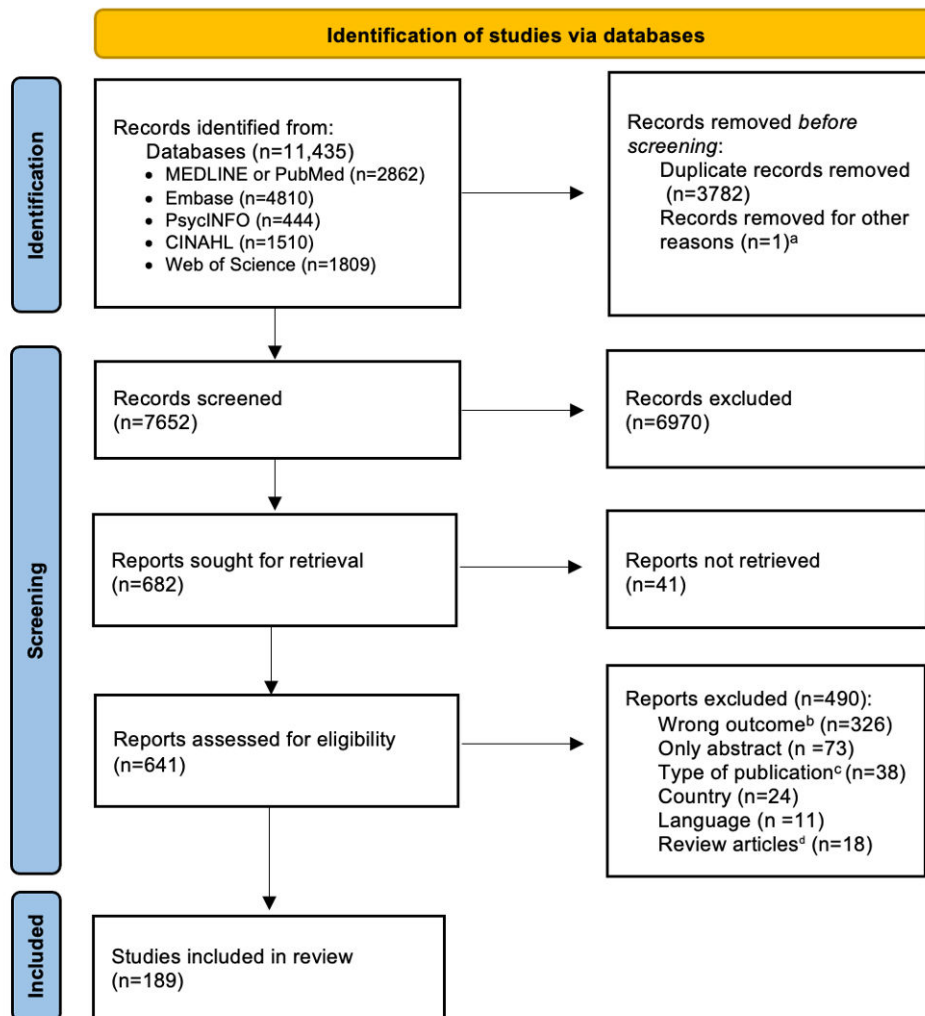 Identification of studies via databases
Identification
Records identified from:
Databases (n=11,435)
• MEDLINE or PubMed (n=2862)
• Embase (n=4810)
• PsycINFO (n=444)
• CINAHL (n=1510)
• Web of Science (n=1809)
Records removed before
screening:
Duplicate records removed
(n=3782)
Records removed for other
reasons (n=1)ᵃ
Screening
Records screened
(n=7652)
Records excluded
(n=6970)
Reports sought for retrieval
(n=682)
Reports not retrieved
(n=41)
Reports assessed for eligibility
(n=641)
Reports excluded (n=490):
Wrong outcomeᵇ (n=326)
Only abstract (n =73)
Type of publicationᶜ (n=38)
Country (n=24)
Language (n =11)
Review articlesᵈ (n=18)
Included
Studies included in review
(n=189)